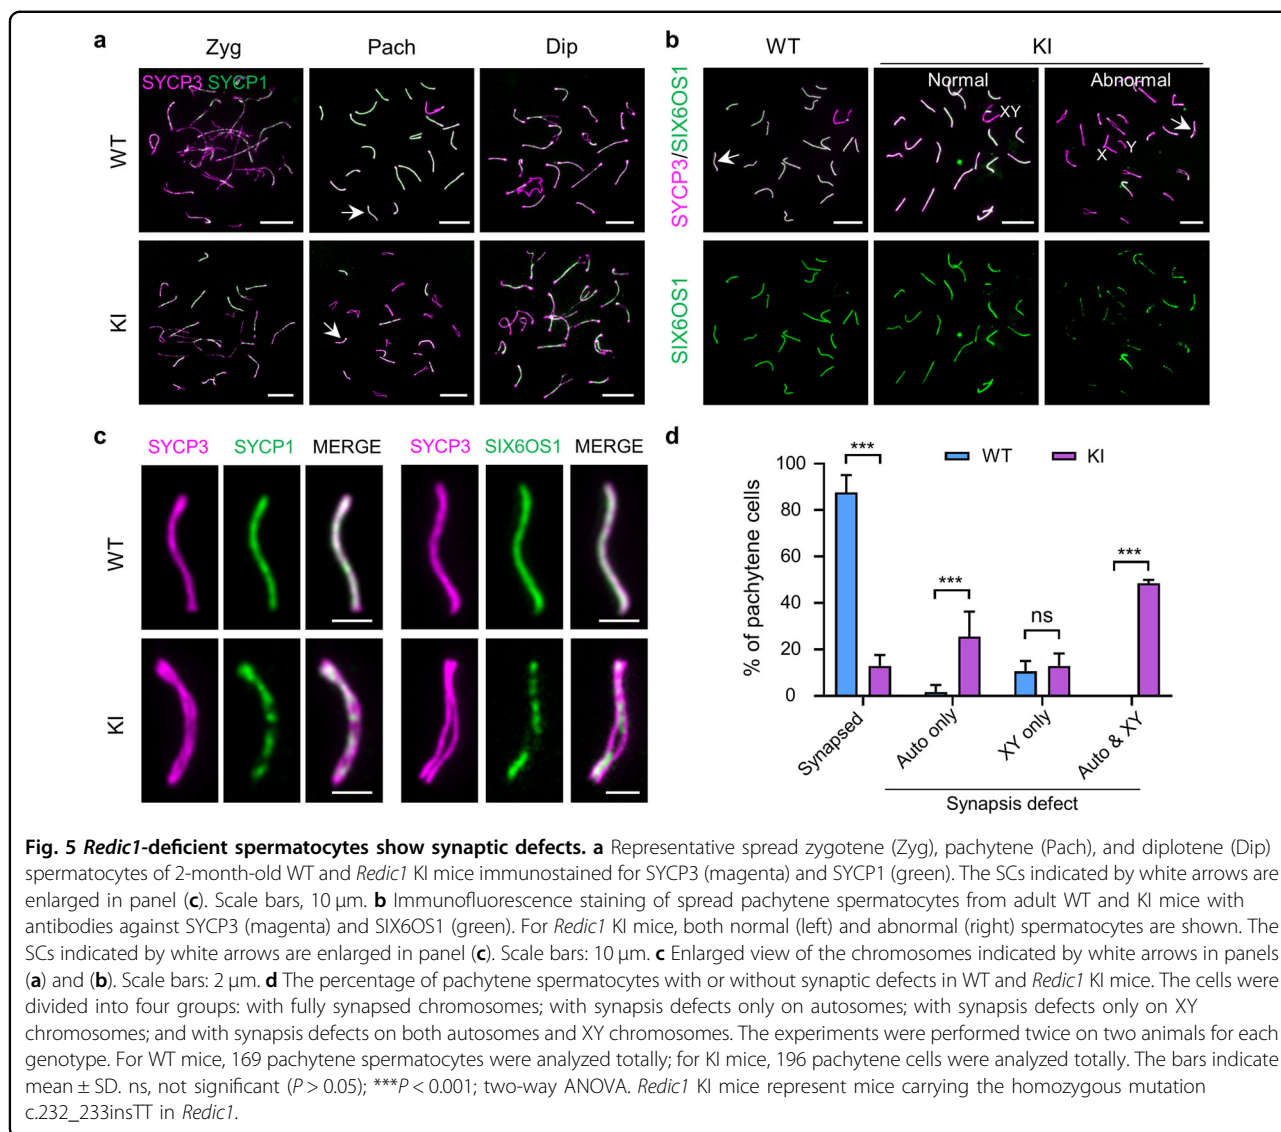 a
Zyg Pach Dip
SYCP3 SYCP1
WT
KI
b
WT KI
Normal Abnormal
XY
X Y
SYCP3/SIX6OS1
SIX6OS1
c
SYCP3 SYCP1 MERGE SYCP3 SIX6OS1 MERGE
WT
KI
d
WT KI
% of pachytene cells
100
80
60
40
20
0
***
***
ns
***
Synapsed
Auto only
XY only
Auto & XY
Synapsis defect
Fig. 5 Redic1-deficient spermatocytes show synaptic defects. a Representative spread zygotene (Zyg), pachytene (Pach), and diplotene (Dip)
spermatocytes of 2-month-old WT and Redic1 KI mice immunostained for SYCP3 (magenta) and SYCP1 (green). The SCs indicated by white arrows are
enlarged in panel (c). Scale bars, 10 μm. b Immunofluorescence staining of spread pachytene spermatocytes from adult WT and KI mice with
antibodies against SYCP3 (magenta) and SIX6OS1 (green). For Redic1 KI mice, both normal (left) and abnormal (right) spermatocytes are shown. The
SCs indicated by white arrows are enlarged in panel (c). Scale bars: 10 μm. c Enlarged view of the chromosomes indicated by white arrows in panels
(a) and (b). Scale bars: 2 μm. d The percentage of pachytene spermatocytes with or without synaptic defects in WT and Redic1 KI mice. The cells were
divided into four groups: with fully synapsed chromosomes; with synapsis defects only on autosomes; with synapsis defects only on XY
chromosomes; and with synapsis defects on both autosomes and XY chromosomes. The experiments were performed twice on two animals for each
genotype. For WT mice, 169 pachytene spermatocytes were analyzed totally; for KI mice, 196 pachytene cells were analyzed totally. The bars indicate
mean ± SD. ns, not significant (P > 0.05); ***P < 0.001; two-way ANOVA. Redic1 KI mice represent mice carrying the homozygous mutation
c.232_233insTT in Redic1.